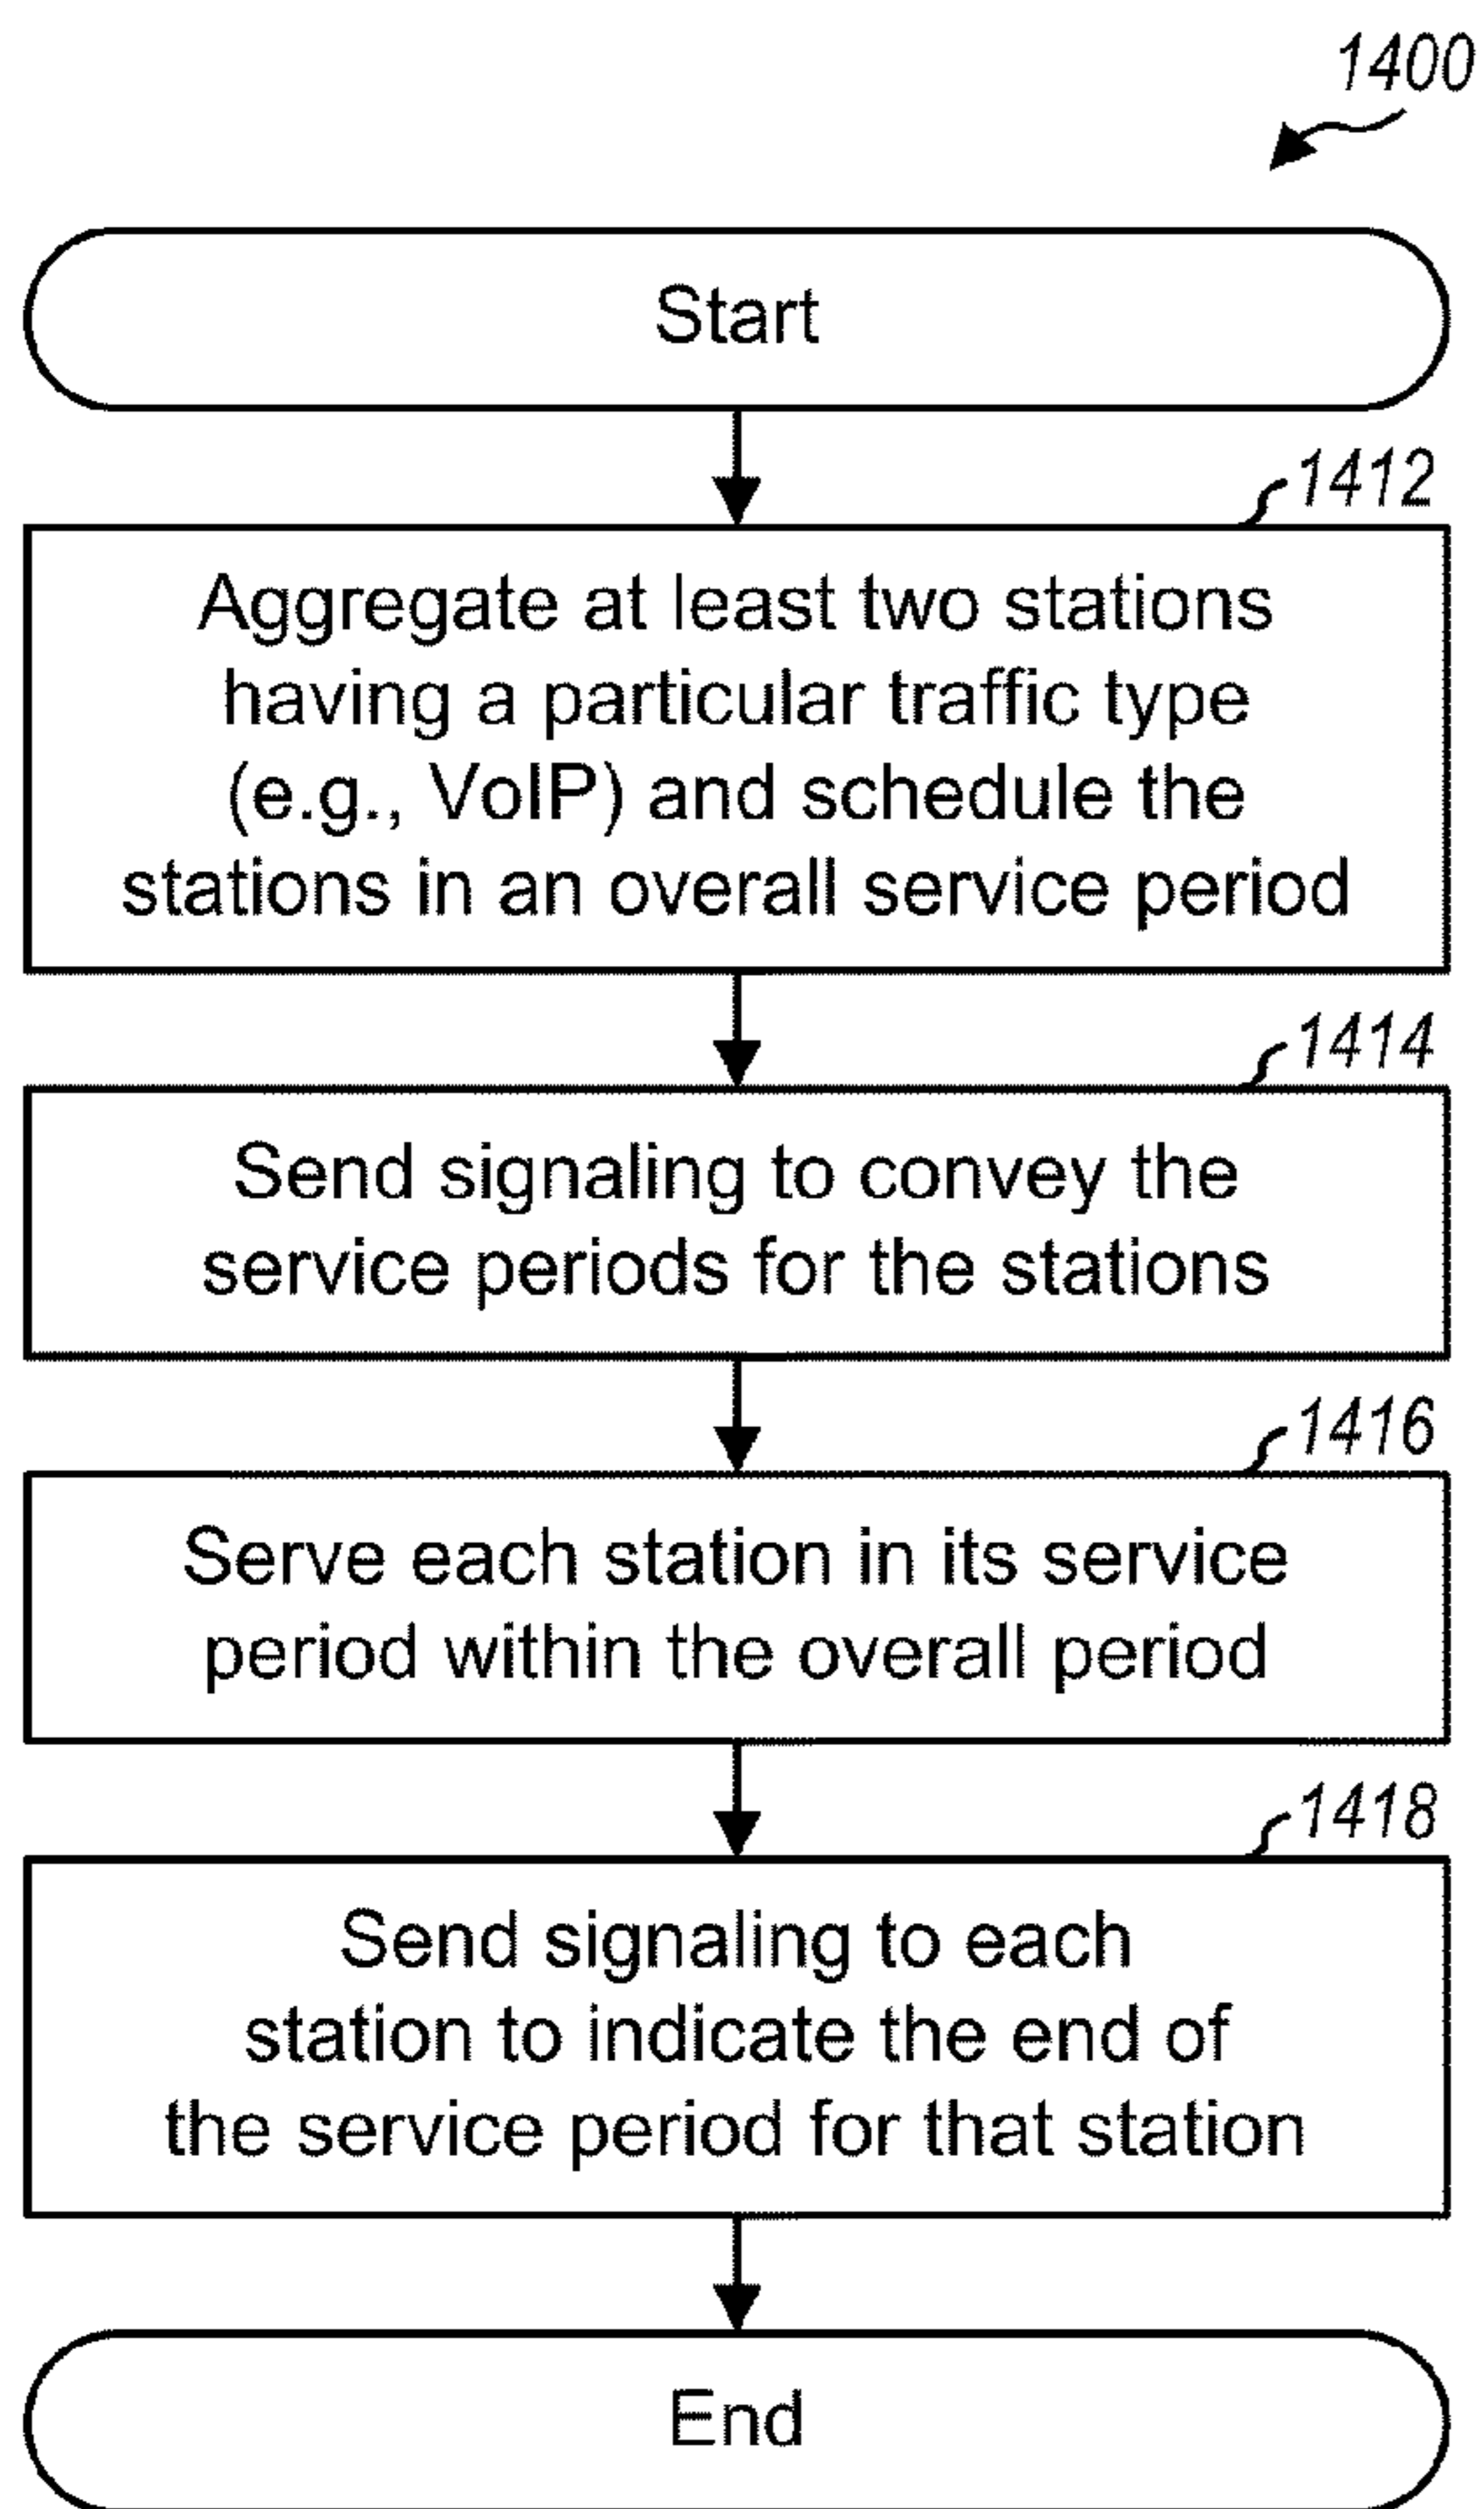 1400
Start
1412
Aggregate at least two stations
having a particular traffic type
(e.g., VoIP) and schedule the
stations in an overall service period
1414
Send signaling to convey the
service periods for the stations
1416
Serve each station in its service
period within the overall period
1418
Send signaling to each
station to indicate the end of
the service period for that station
End